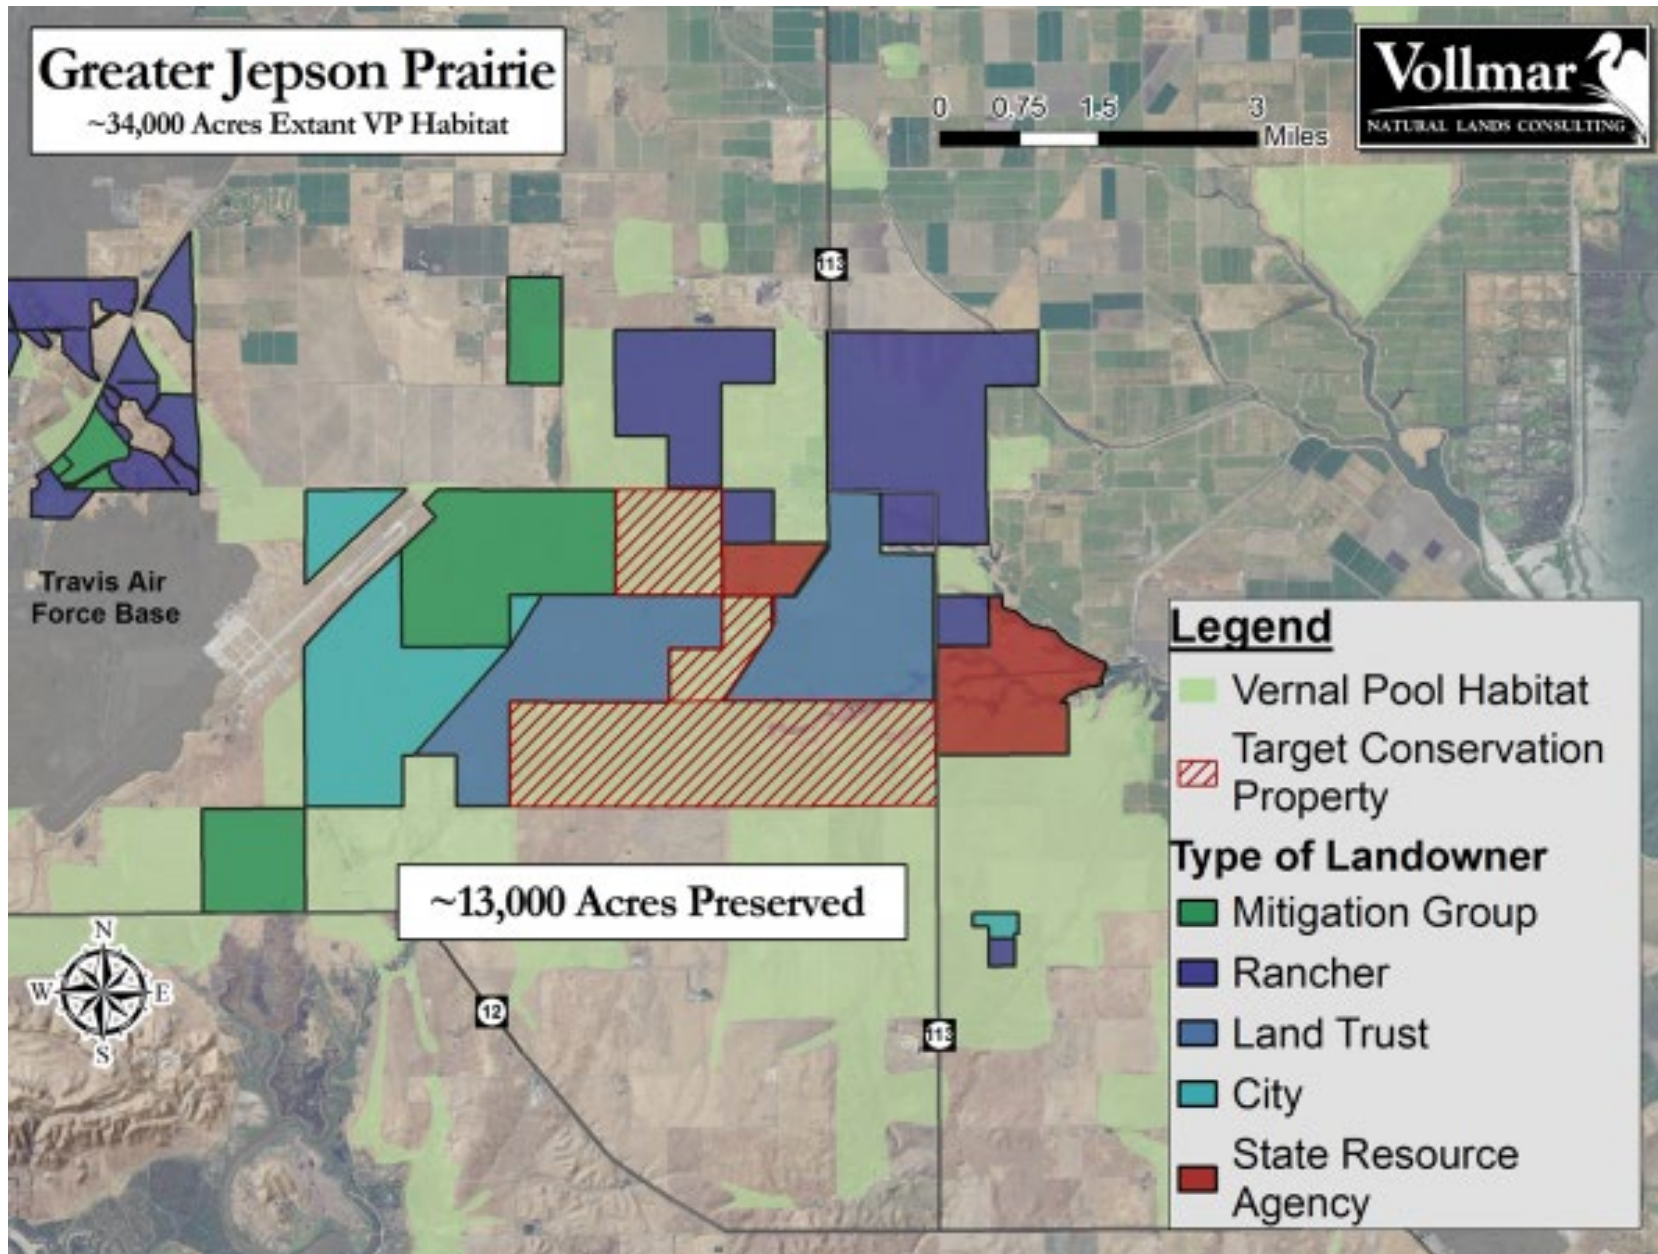 Greater Jepson Prairie
~34,000 Acres Extant VP Habitat
0 0.75 1.5 3
Miles
Vollmar
NATURAL LANDS CONSULTING
113
Travis Air
Force Base
~13,000 Acres Preserved
N
W E
S
12
113
Legend
Vernal Pool Habitat
Target Conservation
Property
Type of Landowner
Mitigation Group
Rancher
Land Trust
City
State Resource
Agency